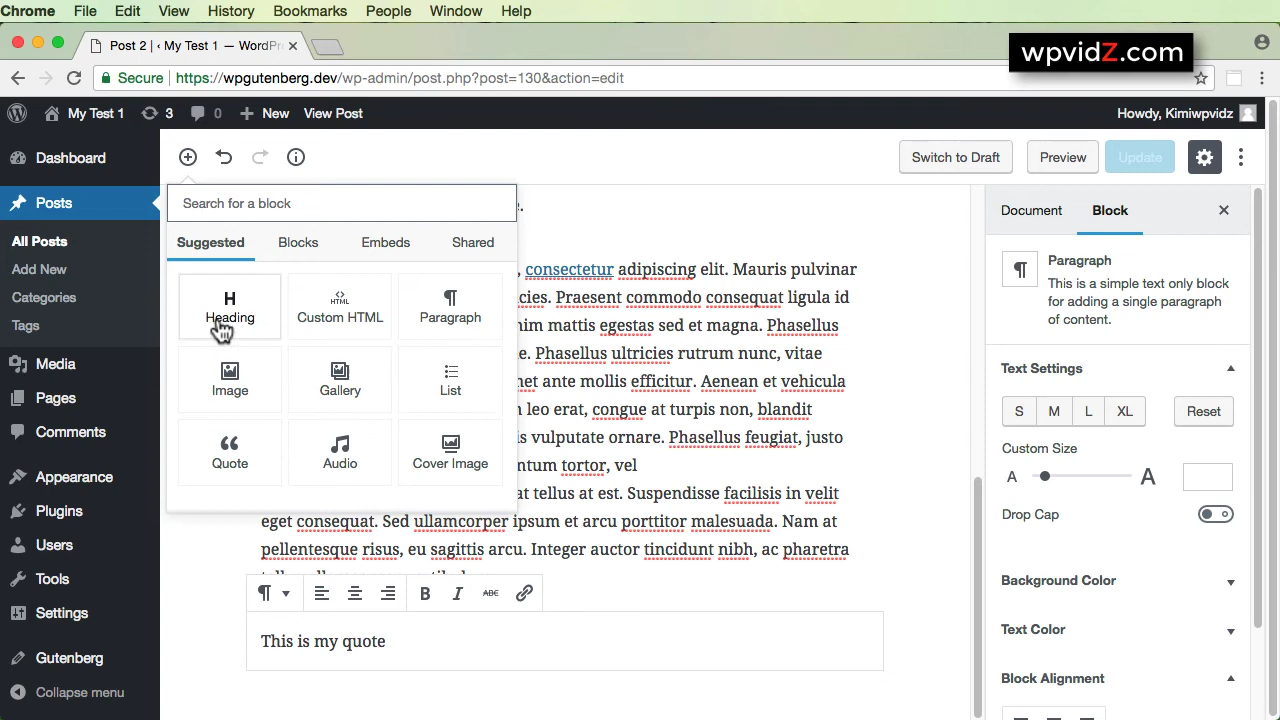 Chrome File Edit View History Bookmarks People Window Help
Post 2 | ‹ My Test 1 — WordPr
wpvidZ.com
Secure https://wpgutenberg.dev/wp-admin/post.php?post=130&action=edit
My Test 1 3 0 New View Post
Howdy, Kimiwpvidz
Dashboard
Posts
All Posts
Add New
Categories
Tags
Media
Pages
Comments
Appearance
Plugins
Users
Tools
Settings
Gutenberg
Collapse menu
Switch to Draft Preview Update
Search for a block
Suggested Blocks Embeds Shared
H HTML
Heading Custom HTML Paragraph
Image Gallery List
Quote Audio Cover Image
e.
, consectetur adipiscing elit. Mauris pulvinar
cies. Praesent commodo consequat ligula id
nim mattis egestas sed et magna. Phasellus
e. Phasellus ultricies rutrum nunc, vitae
met ante mollis efficitur. Aenean et vehicula
n leo erat, congue at turpis non, blandit
is vulputate ornare. Phasellus feugiat, justo
ntum tortor, vel
at tellus at est. Suspendisse facilisis in velit
eget consequat. Sed ullamcorper ipsum et arcu porttitor malesuada. Nam at
pellentesque risus, eu sagittis arcu. Integer auctor tincidunt nibh, ac pharetra
B I ABC
This is my quote
Document Block
Paragraph
This is a simple text only block
for adding a single paragraph
of content.
Text Settings
S M L XL Reset
Custom Size
A A
Drop Cap
Background Color
Text Color
Block Alignment